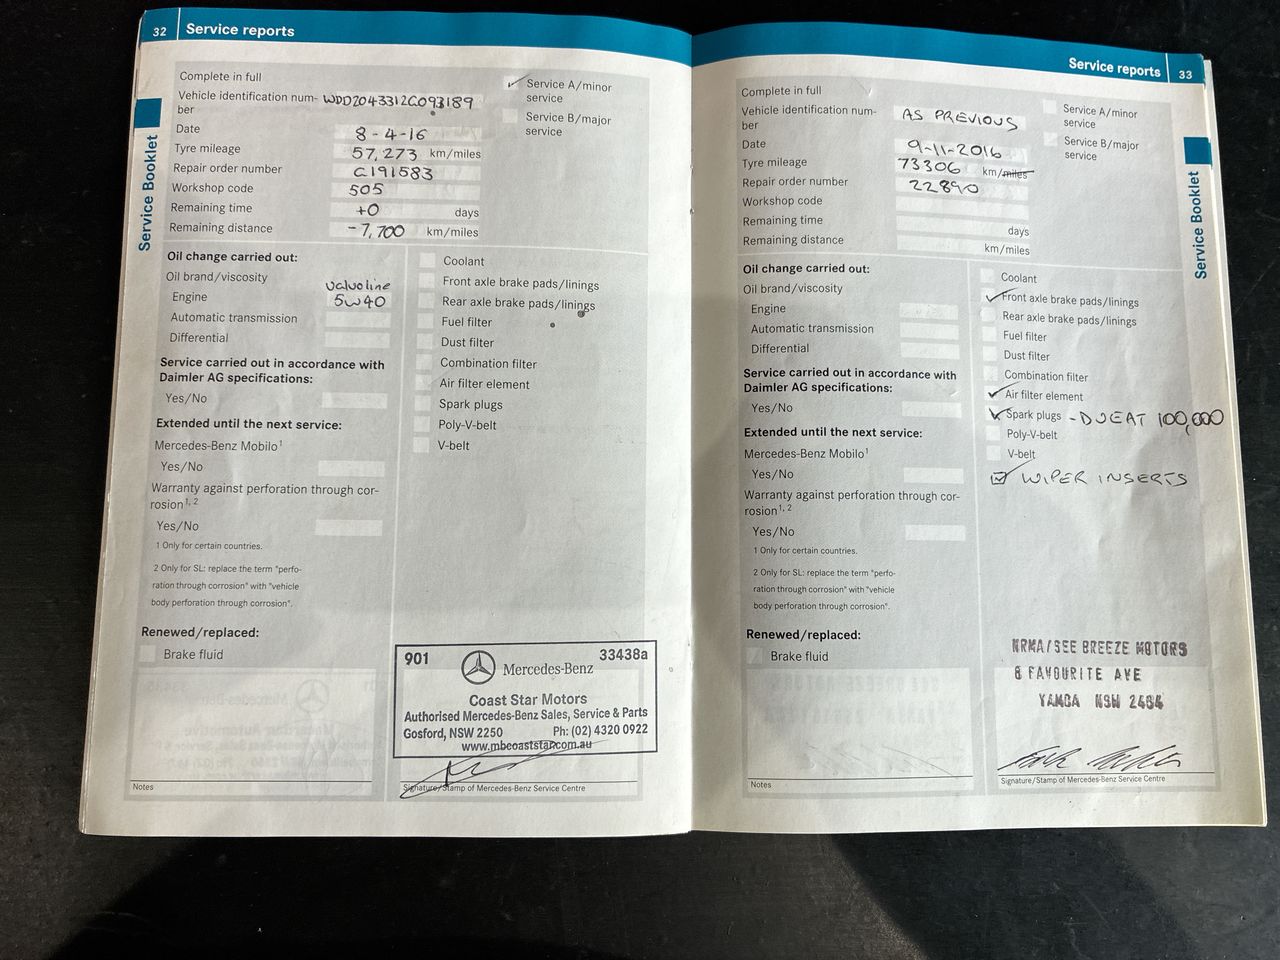 32 Service reports
Service Booklet
Complete in full
Vehicle identification num-
ber WDD2043312G093189
Date 8-4-16
Tyre mileage 57,273 km/miles
Repair order number C191583
Workshop code 505
Remaining time +0 days
Remaining distance -7,700 km/miles
✓ Service A/minor
service
Service B/major
service
Oil change carried out:
Oil brand/viscosity valvoline
Engine 5W40
Automatic transmission
Differential
Service carried out in accordance with
Daimler AG specifications:
Yes/No
Extended until the next service:
Mercedes-Benz Mobilo1
Yes/No
Warranty against perforation through cor-
rosion1, 2
Yes/No
1 Only for certain countries.
2 Only for SL: replace the term "perfo-
ration through corrosion" with "vehicle
body perforation through corrosion".
Renewed/replaced:
Brake fluid
Notes
Coolant
Front axle brake pads/linings
Rear axle brake pads/linings
Fuel filter
Dust filter
Combination filter
Air filter element
Spark plugs
Poly-V-belt
V-belt
901 33438a
Mercedes-Benz
Coast Star Motors
Authorised Mercedes-Benz Sales, Service & Parts
Gosford, NSW 2250 Ph: (02) 4320 0922
www.mbcoaststar.com.au
Signature/Stamp of Mercedes-Benz Service Centre
Service reports 33
Service Booklet
Complete in full
Vehicle identification num-
ber AS PREVIOUS
Date 9-11-2016
Tyre mileage 73306 km/miles
Repair order number 22890
Workshop code
Remaining time days
Remaining distance km/miles
Service A/minor
service
Service B/major
service
Oil change carried out:
Oil brand/viscosity
Engine
Automatic transmission
Differential
Service carried out in accordance with
Daimler AG specifications:
Yes/No
Extended until the next service:
Mercedes-Benz Mobilo1
Yes/No
Warranty against perforation through cor-
rosion1, 2
Yes/No
1 Only for certain countries.
2 Only for SL: replace the term "perfo-
ration through corrosion" with "vehicle
body perforation through corrosion".
Renewed/replaced:
Brake fluid
Notes
Coolant
✓ Front axle brake pads/linings
Rear axle brake pads/linings
Fuel filter
Dust filter
Combination filter
✓ Air filter element
✓ Spark plugs - DUE AT 100,000
Poly-V-belt
V-belt
☑ WIPER INSERTS
NRMA/SEE BREEZE MOTORS
8 FAVOURITE AVE
YAMBA NSW 2464
Signature/Stamp of Mercedes-Benz Service Centre